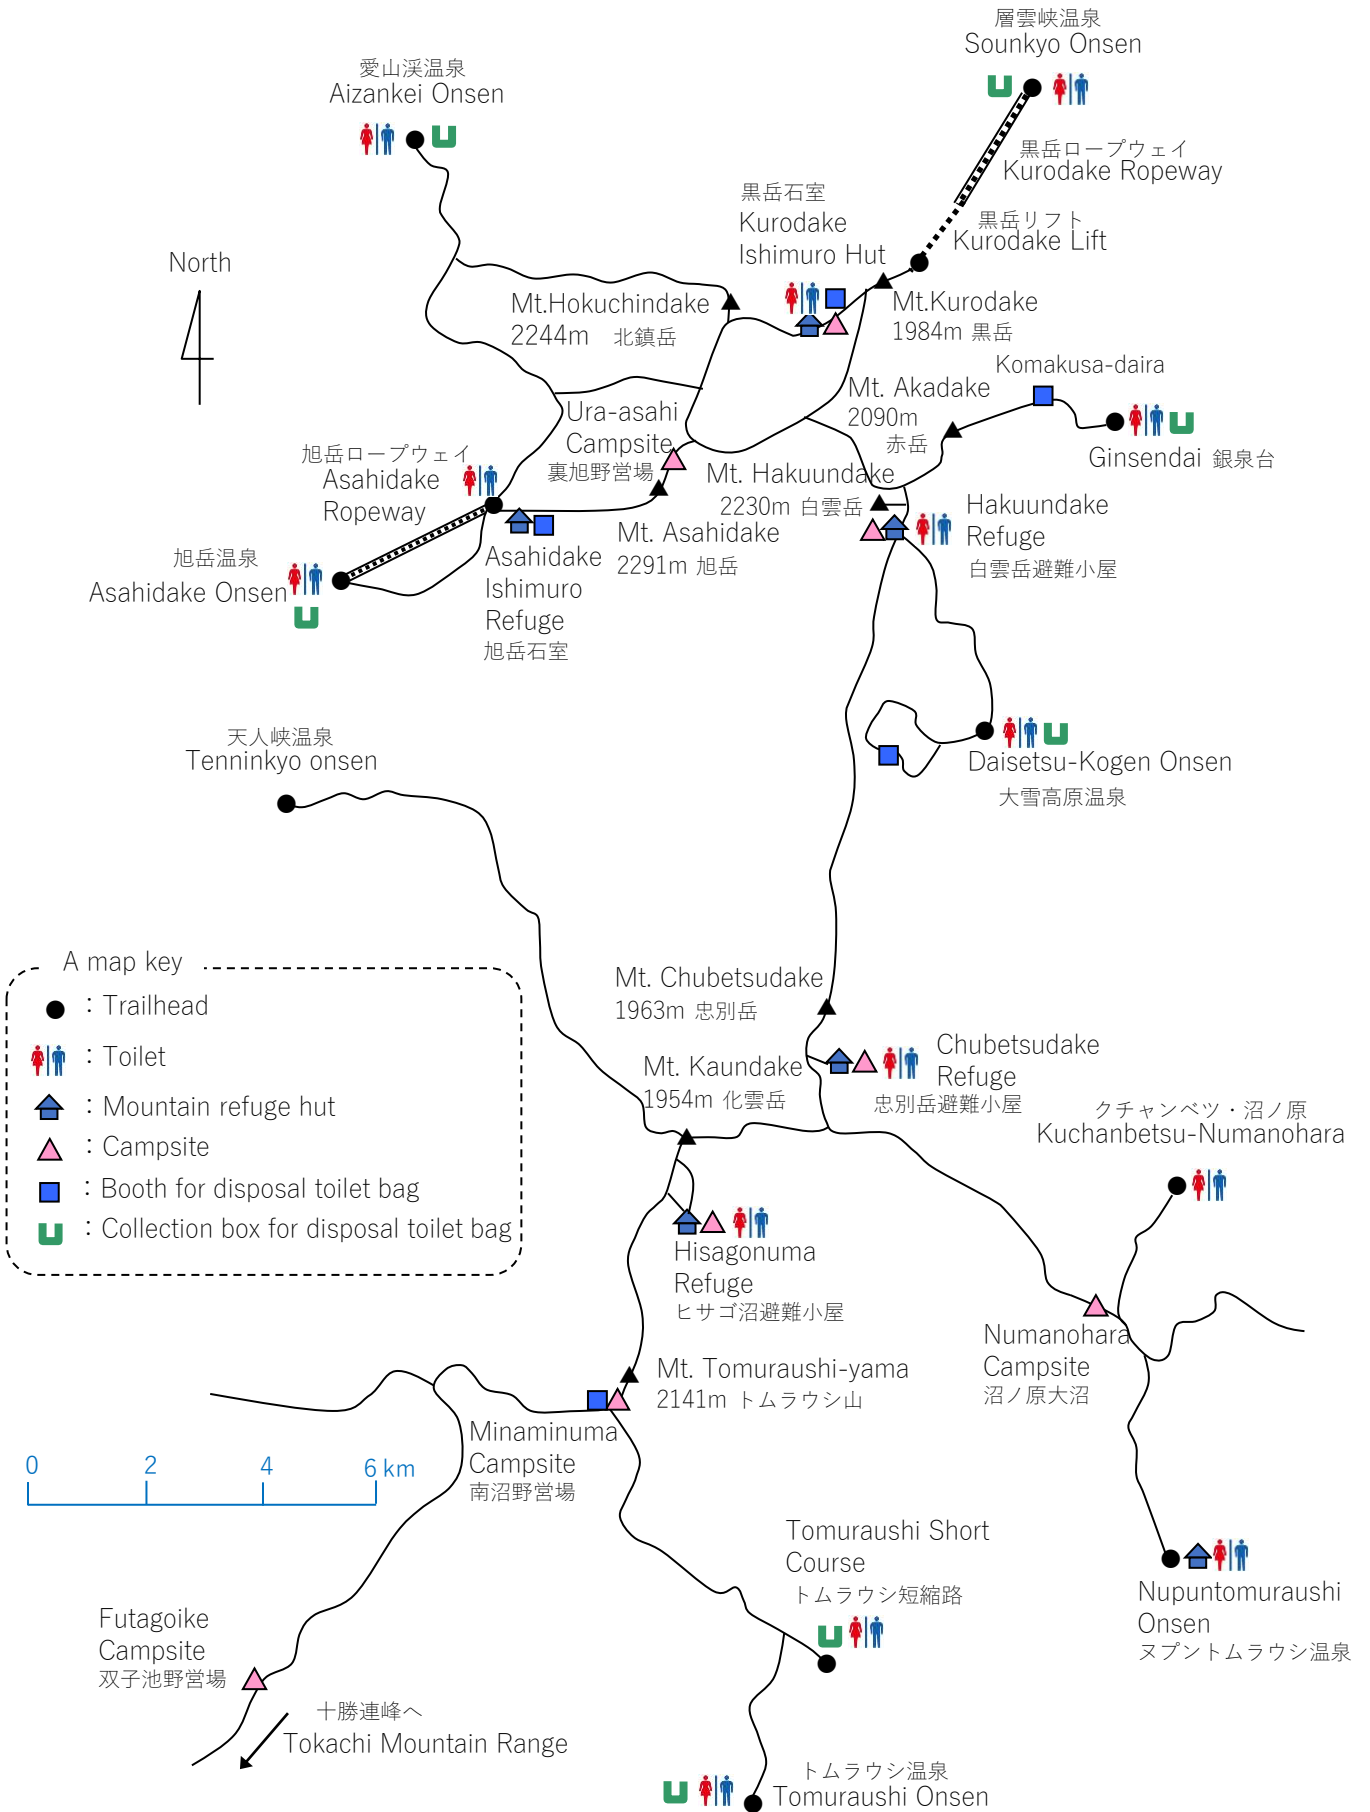 層雲峡温泉
Sounkyo Onsen
愛山渓温泉
Aizankei Onsen
黒岳ロープウェイ
Kurodake Ropeway
黒岳石室
Kurodake
Ishimuro Hut
黒岳リフト
Kurodake Lift
North
Mt.Hokuchindake
2244m 北鎮岳
Mt.Kurodake
1984m 黒岳
Komakusa-daira
Mt. Akadake
2090m
赤岳
Ura-asahi
Campsite
裏旭野営場
Ginsendai 銀泉台
旭岳ロープウェイ
Asahidake
Ropeway
Mt. Hakuundake
2230m 白雲岳
Hakuundake
Refuge
白雲岳避難小屋
Mt. Asahidake
2291m 旭岳
旭岳温泉
Asahidake Onsen
Asahidake
Ishimuro
Refuge
旭岳石室
天人峡温泉
Tenninkyo onsen
Daisetsu-Kogen Onsen
大雪高原温泉
A map key
: Trailhead
: Toilet
: Mountain refuge hut
: Campsite
: Booth for disposal toilet bag
: Collection box for disposal toilet bag
Mt. Chubetsudake
1963m 忠別岳
Mt. Kaundake
1954m 化雲岳
Chubetsudake
Refuge
忠別岳避難小屋
クチャンベツ・沼ノ原
Kuchanbetsu-Numanohara
Hisagonuma
Refuge
ヒサゴ沼避難小屋
Numanohara
Campsite
沼ノ原大沼
Mt. Tomuraushi-yama
2141m トムラウシ山
Minaminuma
Campsite
南沼野営場
0 2 4 6 km
Tomuraushi Short
Course
トムラウシ短縮路
Nupuntomuraushi
Onsen
ヌプントムラウシ温泉
Futagoike
Campsite
双子池野営場
十勝連峰へ
Tokachi Mountain Range
トムラウシ温泉
Tomuraushi Onsen